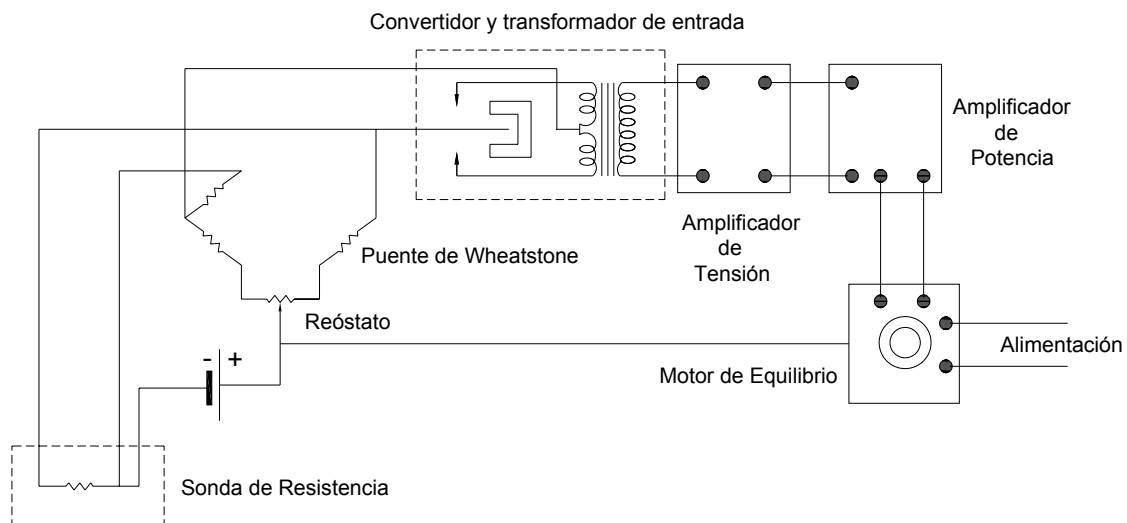 Convertidor y transformador de entrada
Amplificador
de
Potencia
Amplificador
de
Tensión
Puente de Wheatstone
Reóstato
- +
Motor de Equilibrio
Alimentación
Sonda de Resistencia